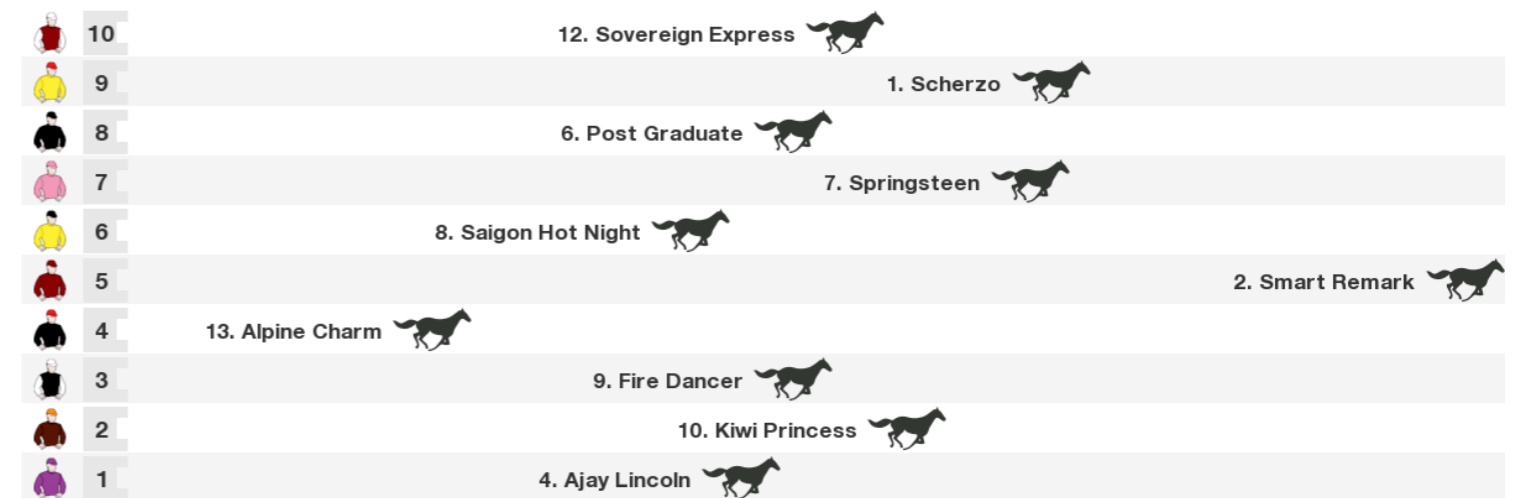 10 12. Sovereign Express
9 1. Scherzo
8 6. Post Graduate
7 7. Springsteen
6 8. Saigon Hot Night
5 2. Smart Remark
4 13. Alpine Charm
3 9. Fire Dancer
2 10. Kiwi Princess
1 4. Ajay Lincoln